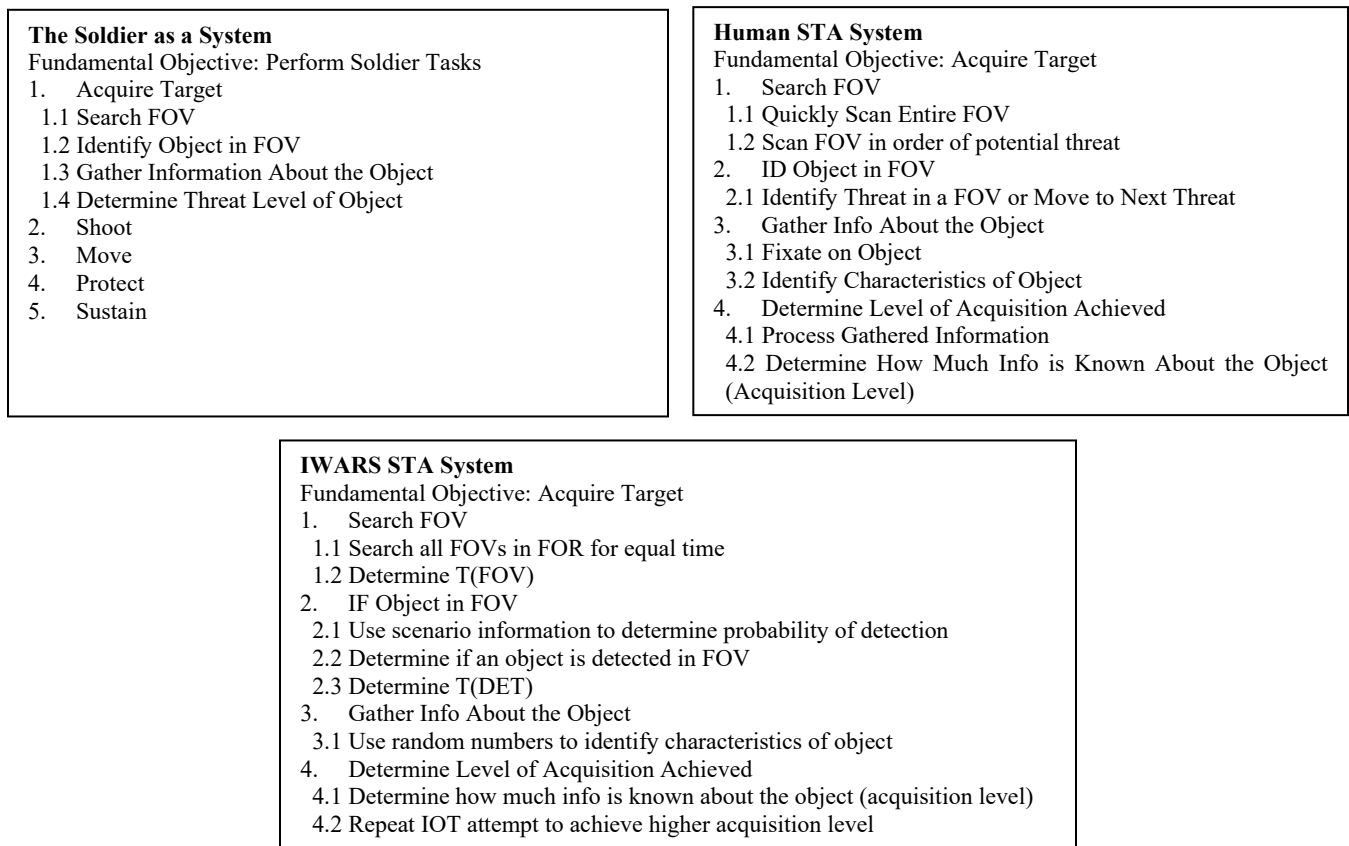 The Soldier as a System
Fundamental Objective: Perform Soldier Tasks
1. Acquire Target
1.1 Search FOV
1.2 Identify Object in FOV
1.3 Gather Information About the Object
1.4 Determine Threat Level of Object
2. Shoot
3. Move
4. Protect
5. Sustain
Human STA System
Fundamental Objective: Acquire Target
1. Search FOV
1.1 Quickly Scan Entire FOV
1.2 Scan FOV in order of potential threat
2. ID Object in FOV
2.1 Identify Threat in a FOV or Move to Next Threat
3. Gather Info About the Object
3.1 Fixate on Object
3.2 Identify Characteristics of Object
4. Determine Level of Acquisition Achieved
4.1 Process Gathered Information
4.2 Determine How Much Info is Known About the Object
(Acquisition Level)
IWARS STA System
Fundamental Objective: Acquire Target
1. Search FOV
1.1 Search all FOVs in FOR for equal time
1.2 Determine T(FOV)
2. IF Object in FOV
2.1 Use scenario information to determine probability of detection
2.2 Determine if an object is detected in FOV
2.3 Determine T(DET)
3. Gather Info About the Object
3.1 Use random numbers to identify characteristics of object
4. Determine Level of Acquisition Achieved
4.1 Determine how much info is known about the object (acquisition level)
4.2 Repeat IOT attempt to achieve higher acquisition level